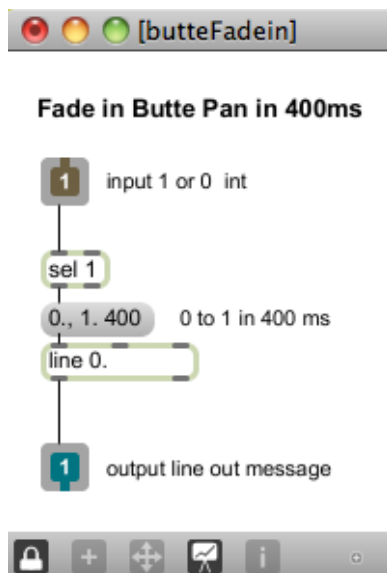 [butteFadein]
Fade in Butte Pan in 400ms
1 input 1 or 0 int
sel 1
0., 1. 400 0 to 1 in 400 ms
line 0.
1 output line out message